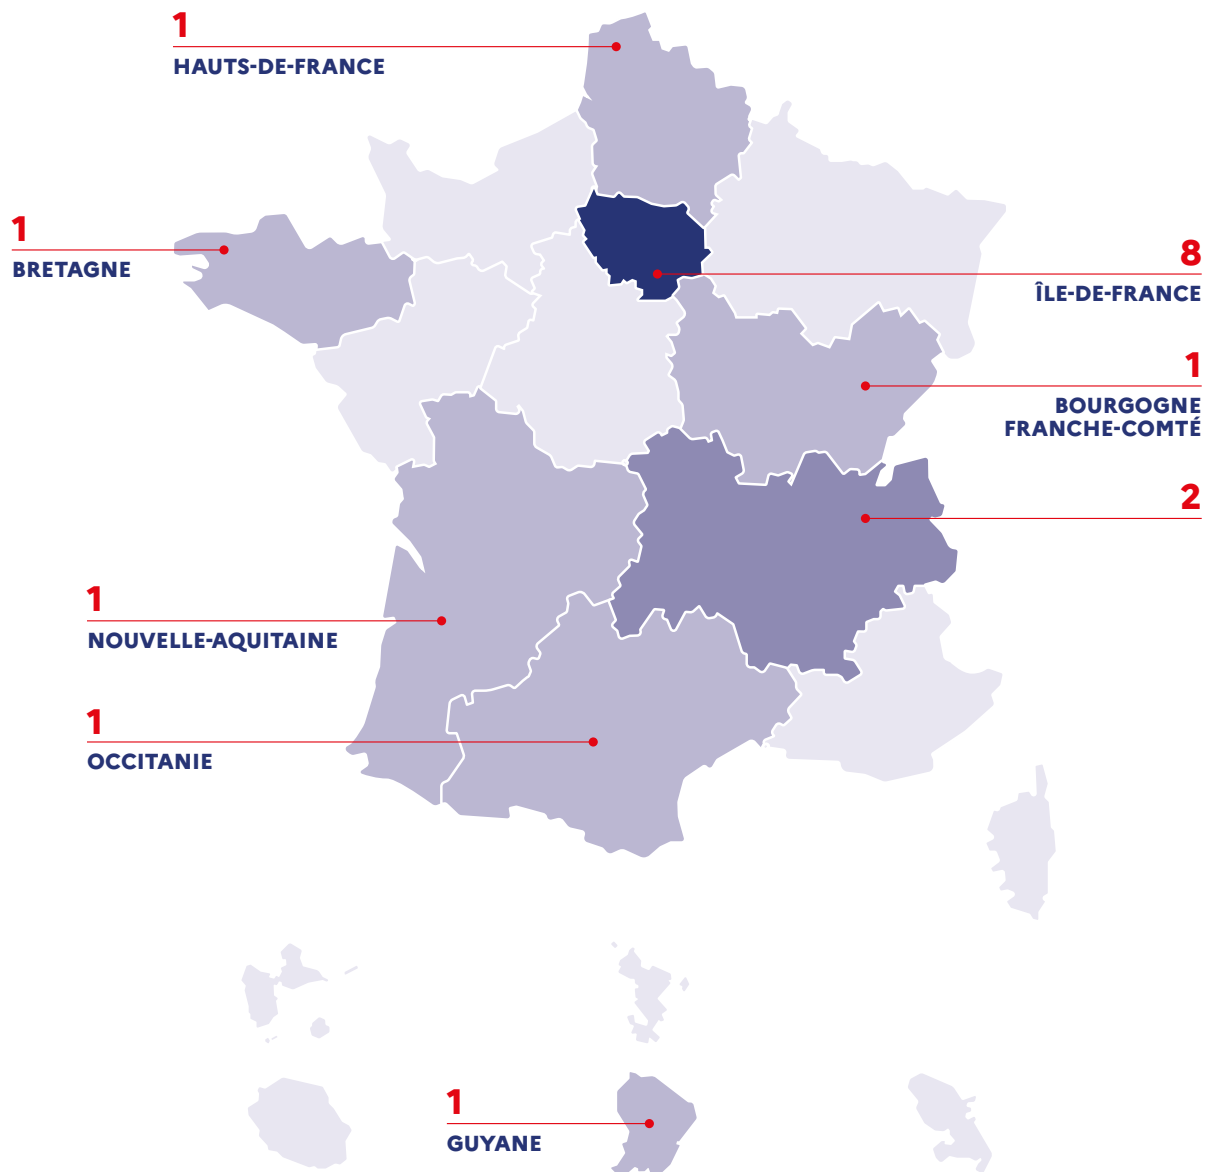 1
HAUTS-DE-FRANCE
1
BRETAGNE
8
ÎLE-DE-FRANCE
1
BOURGOGNE
FRANCHE-COMTÉ
2
1
NOUVELLE-AQUITAINE
1
OCCITANIE
1
GUYANE